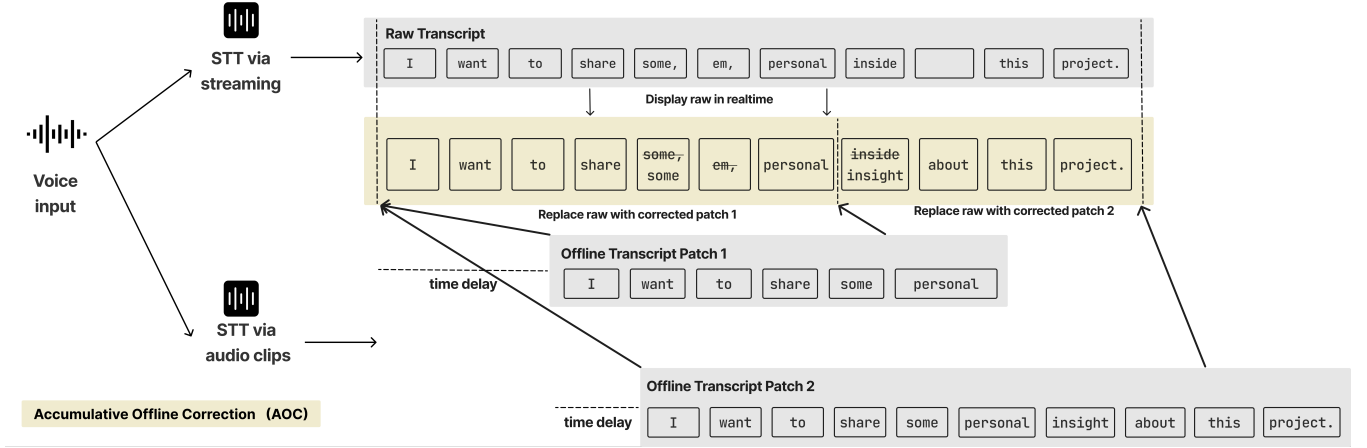 STT via
streaming
Voice
input
STT via
audio clips
Accumulative Offline Correction (AOC)
Raw Transcript
I want to share some, em, personal inside this project.
Display raw in realtime
I want to share some, em, personal inside about this project.
some insight
Replace raw with corrected patch 1
Replace raw with corrected patch 2
Offline Transcript Patch 1
time delay
I want to share some personal
Offline Transcript Patch 2
time delay
I want to share some personal insight about this project.